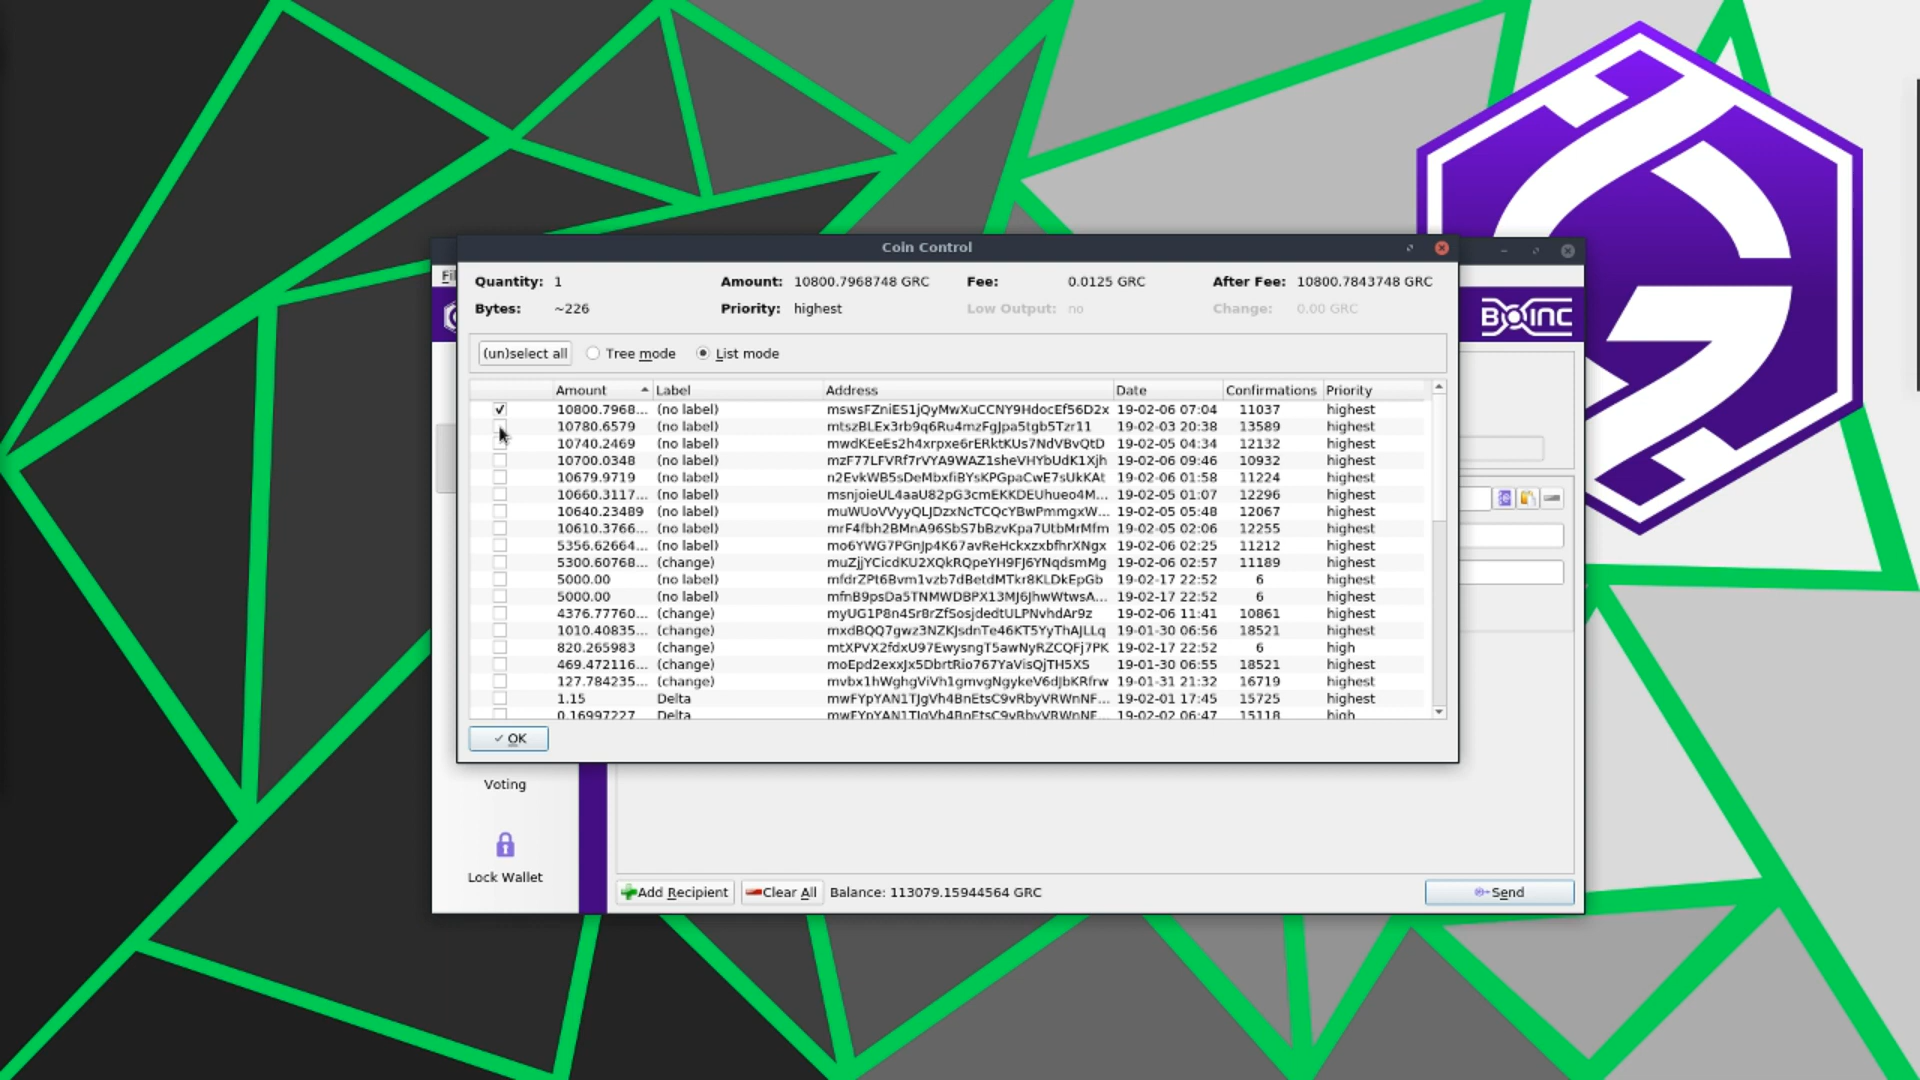 Coin Control
Quantity: 1 Amount: 10800.7968748 GRC Fee: 0.0125 GRC After Fee: 10800.7843748 GRC
Bytes: ~226 Priority: highest Low Output: no Change: 0.00 GRC
(un)select all Tree mode List mode
Amount Label Address Date Confirmations Priority
10800.7968... (no label) mswsFZniES1jQyMwXuCCNY9HdocEf56D2x 19-02-06 07:04 11037 highest
10780.6579 (no label) mtszBLEx3rb9q6Ru4mzFgJpa5tgb5Tzr11 19-02-03 20:38 13589 highest
10740.2469 (no label) mwdKEeEs2h4xrpxe6rERktKUs7NdVBvQtD 19-02-05 04:34 12132 highest
10700.0348 (no label) mzF77LFVRf7rVYA9WAZ1sheVHYbUdK1Xjh 19-02-06 09:46 10932 highest
10679.9719 (no label) n2EvkWB5sDeMbxfiBYsKPGpaCwE7sUkKAt 19-02-06 01:58 11224 highest
10660.3117... (no label) msnjoieUL4aaU82pG3cmEKKDEUhueo4M... 19-02-05 01:07 12296 highest
10640.23489 (no label) muWUoVVyyQLJDzxNcTCQcYBwPmmgxW... 19-02-05 05:48 12067 highest
10610.3766... (no label) mrF4fbh2BMnA96SbS7bBzvKpa7UtbMrMfm 19-02-05 02:06 12255 highest
5356.62664... (no label) mo6YWG7PGnJp4K67avReHckxzxbfhrXNgx 19-02-06 02:25 11212 highest
5300.60768... (change) muZjjYCicdKU2XQkRQpeYH9FJ6YNqdsmMg 19-02-06 02:57 11189 highest
5000.00 (no label) mfdrZPt6Bvm1vzb7dBetdMTkr8KLDkEpGb 19-02-17 22:52 6 highest
5000.00 (no label) mfnB9psDa5TNMWDBPX13MJ6JhwWtwsA... 19-02-17 22:52 6 highest
4376.77760... (change) myUG1P8n4Sr8rZfSosjdedtULPNvhdAr9z 19-02-06 11:41 10861 highest
1010.40835... (change) mxdBQQ7gwz3NZKJsdnTe46KT5YyThAJLLq 19-01-30 06:56 18521 highest
820.265983 (change) mtXPVX2fdxU97EwysngT5awNyRZCQFj7PK 19-02-17 22:52 6 high
469.472116... (change) moEpd2exxJx5DbrtRio767YaVisQjTH5XS 19-01-30 06:55 18521 highest
127.784235... (change) mvbx1hWghgViVh1gmvgNgykeV6dJbKRfrw 19-01-31 21:32 16719 highest
1.15 Delta mwFYpYAN1TJgVh4BnEtsC9vRbyVRWnNF... 19-02-01 17:45 15725 highest
0.16997227 Delta mwFYpYAN1TJgVh4BnEtsC9vRbyVRWnNF... 19-02-02 06:47 15118 high
OK
BOINC
Voting
Lock Wallet
Add Recipient Clear All Balance: 113079.15944564 GRC Send